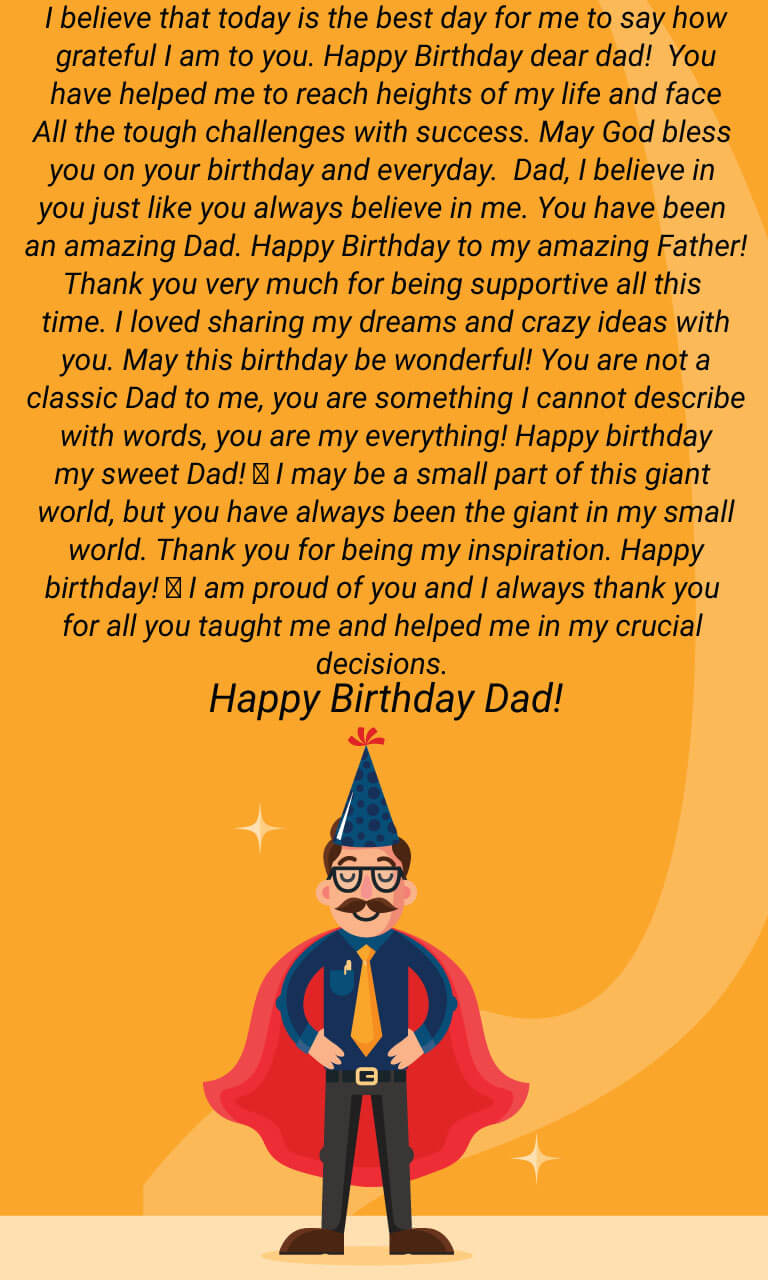 I believe that today is the best day for me to say how
grateful I am to you. Happy Birthday dear dad!  You
have helped me to reach heights of my life and face
All the tough challenges with success. May God bless
you on your birthday and everyday.  Dad, I believe in
you just like you always believe in me. You have been
an amazing Dad. Happy Birthday to my amazing Father!
Thank you very much for being supportive all this
time. I loved sharing my dreams and crazy ideas with
you. May this birthday be wonderful! You are not a
classic Dad to me, you are something I cannot describe
with words, you are my everything! Happy birthday
my sweet Dad! I may be a small part of this giant
world, but you have always been the giant in my small
world. Thank you for being my inspiration. Happy
birthday! I am proud of you and I always thank you
for all you taught me and helped me in my crucial
decisions.
Happy Birthday Dad!